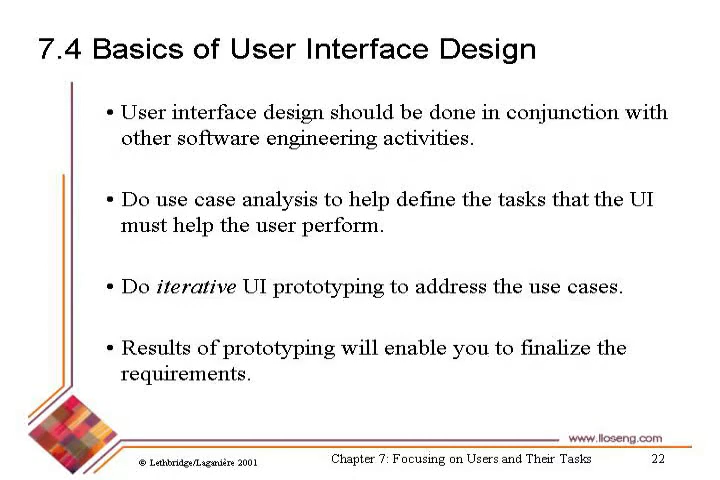 7.4 Basics of User Interface Design
• User interface design should be done in conjunction with
other software engineering activities.
• Do use case analysis to help define the tasks that the UI
must help the user perform.
• Do iterative UI prototyping to address the use cases.
• Results of prototyping will enable you to finalize the
requirements.
www.lloseng.com
© Lethbridge/Laganière 2001
Chapter 7: Focusing on Users and Their Tasks
22